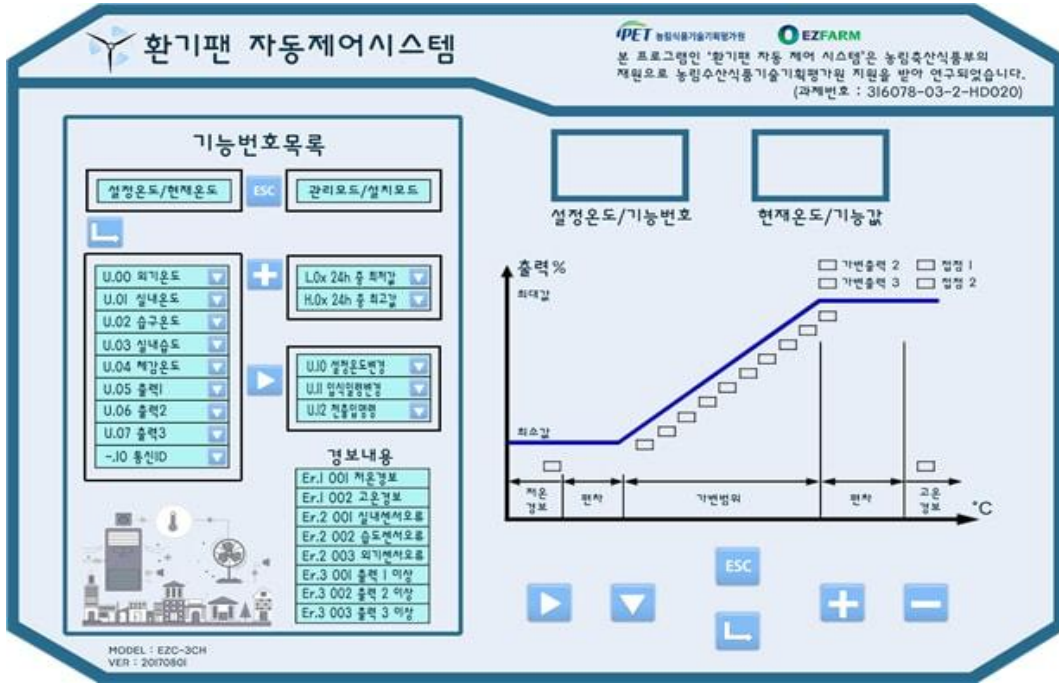 환기팬 자동제어시스템
iPET 농림식품기술기획평가원
EZFARM
본 프로그램인 '환기팬 자동 제어 시스템'은 농림축산식품부의
재원으로 농림수산식품기술기획평가원 지원을 받아 연구되었습니다.
(과제번호 : 316078-03-2-HD020)
기능번호목록
설정온도/현재온도
ESC
관리모드/설치모드
U.00 외기온도
U.01 실내온도
U.02 습구온도
U.03 실내습도
U.04 체감온도
U.05 출력1
U.06 출력2
U.07 출력3
-.10 통신ID
L.0x 24h 중 최저값
H.0x 24h 중 최고값
U.10 설정온도변경
U.11 입식일령변경
U.12 전출입명령
경보내용
Er.1 001 저온경보
Er.1 002 고온경보
Er.2 001 실내센서오류
Er.2 002 습도센서오류
Er.2 003 외기센서오류
Er.3 001 출력 1 이상
Er.3 002 출력 2 이상
Er.3 003 출력 3 이상
MODEL : EZC-3CH
VER : 20170801
설정온도/기능번호
현재온도/기능값
출력%
가변출력 2
접점 1
가변출력 3
접점 2
최대값
최소값
저온
경보
편차
가변범위
편차
고온
경보
°C
ESC